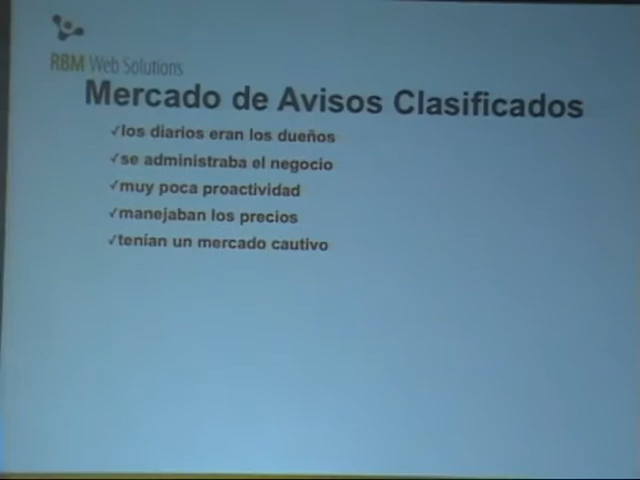 RBM Web Solutions
Mercado de Avisos Clasificados
✓los diarios eran los dueños
✓se administraba el negocio
✓muy poca proactividad
✓manejaban los precios
✓tenían un mercado cautivo